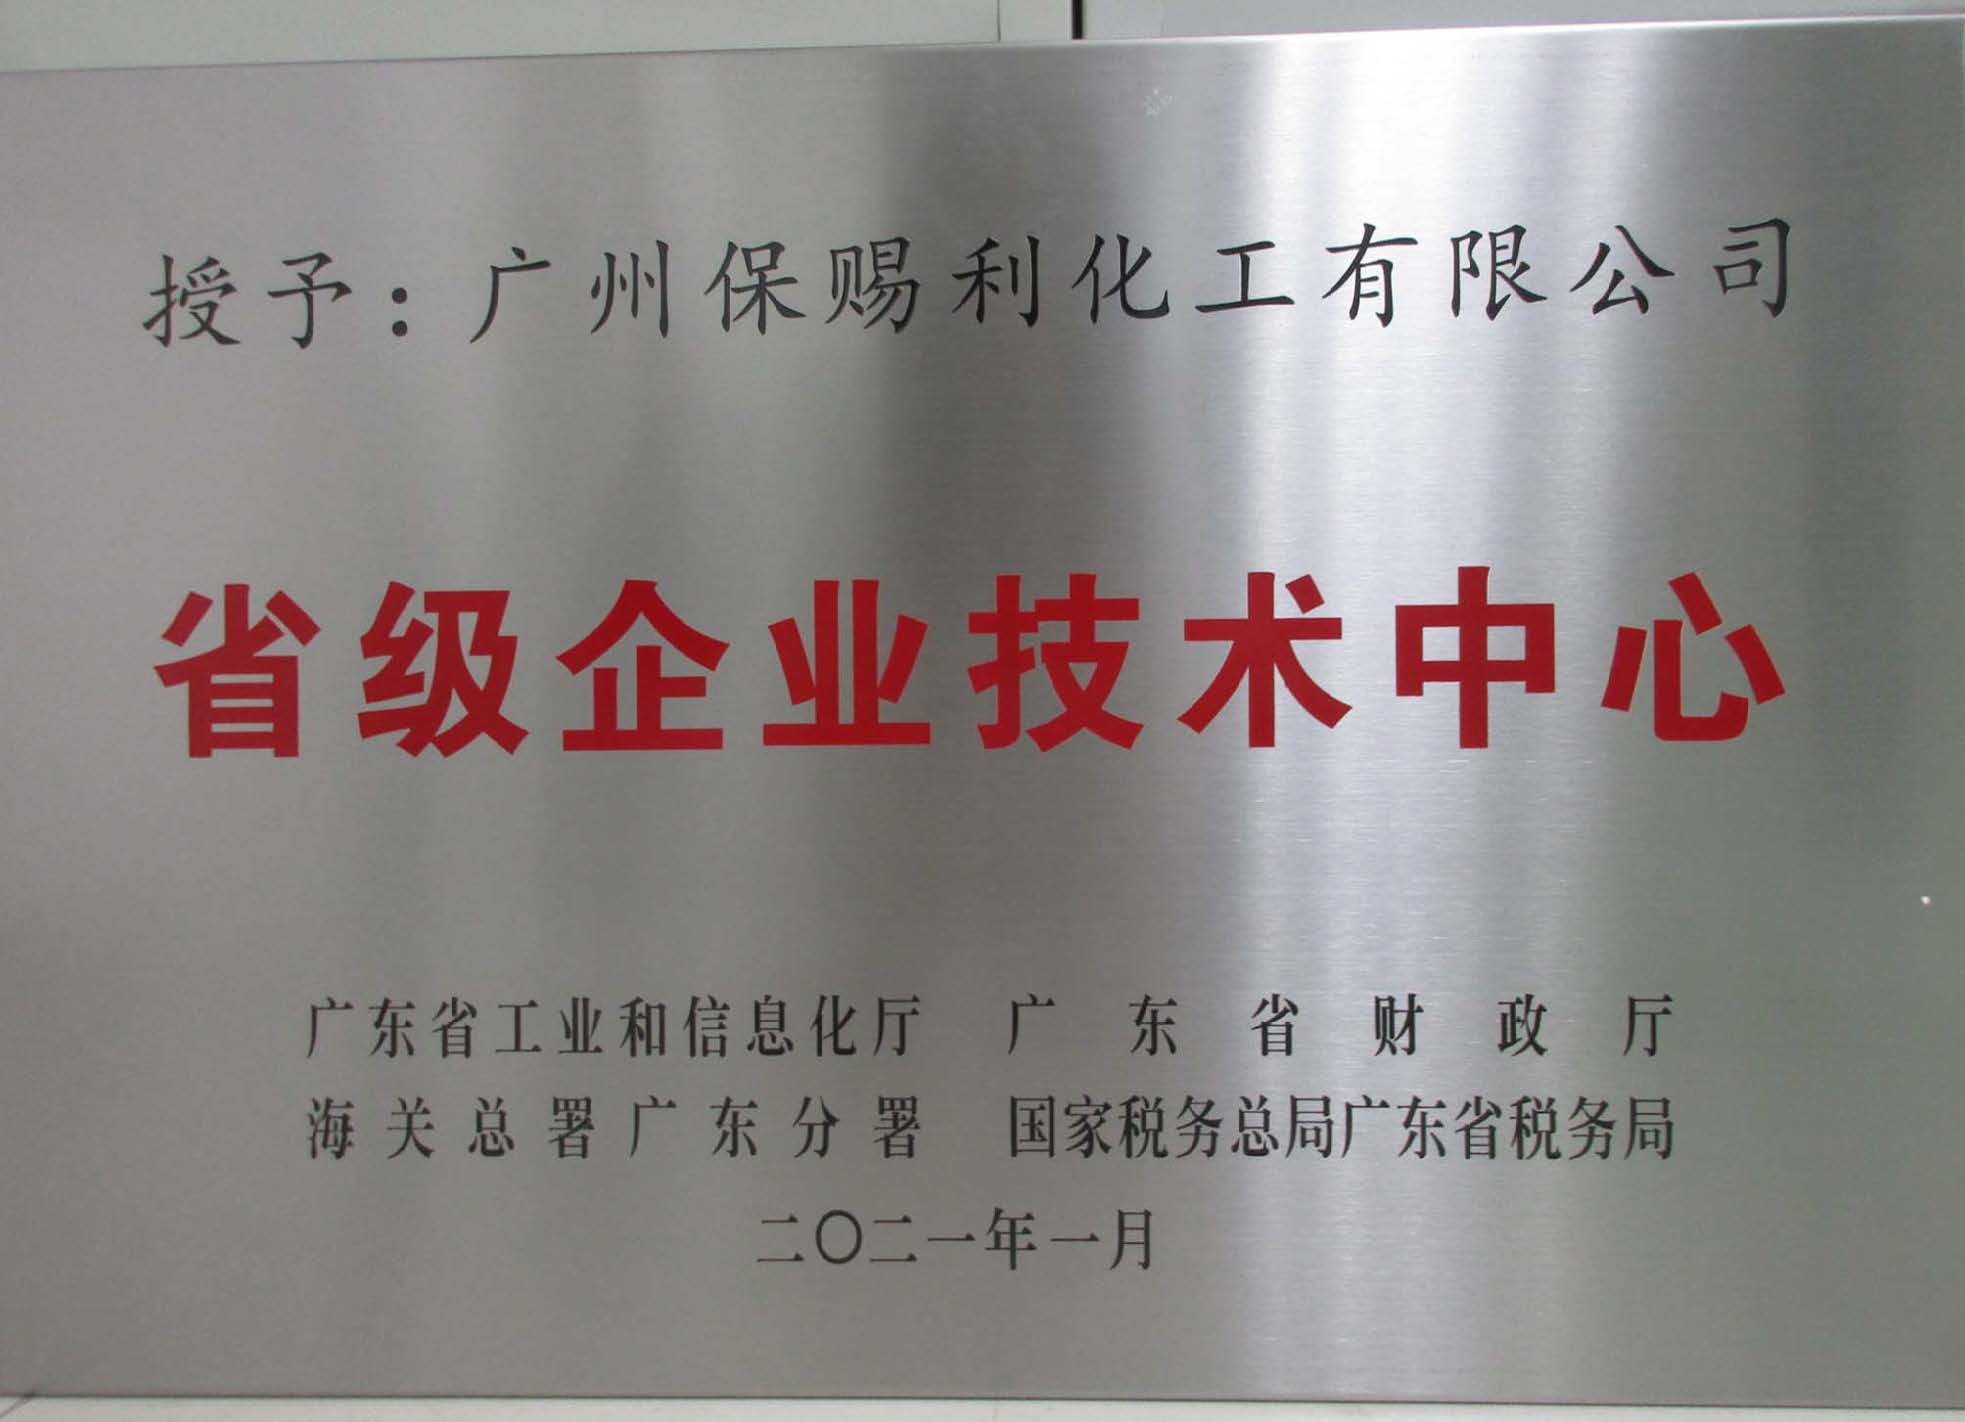 授予：广州保赐利化工有限公司
省级企业技术中心
广东省工业和信息化厅 广东省财政厅
海关总署广东分署 国家税务总局广东省税务局
二〇二一年一月